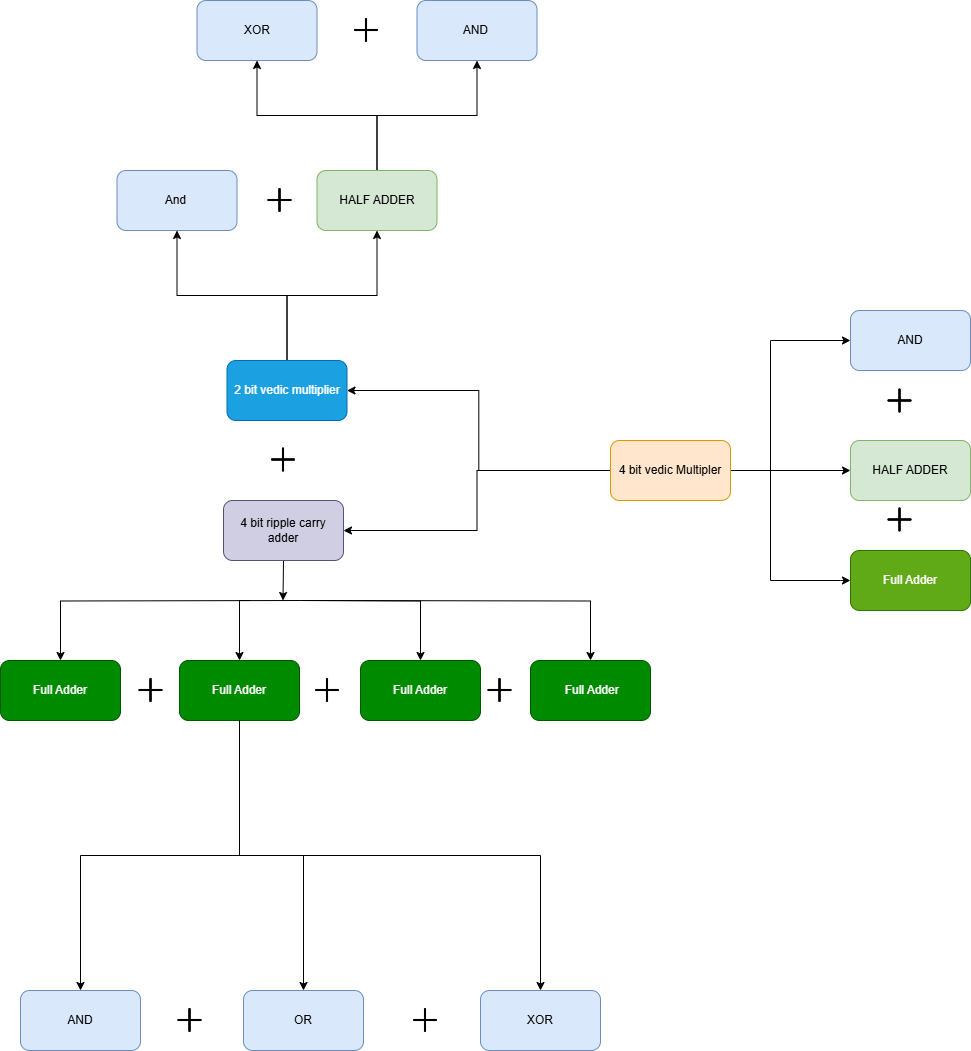 XOR
AND
And
HALF ADDER
AND
2 bit vedic multiplier
4 bit vedic Multipler
HALF ADDER
4 bit ripple carry
adder
Full Adder
Full Adder
Full Adder
Full Adder
Full Adder
AND
OR
XOR